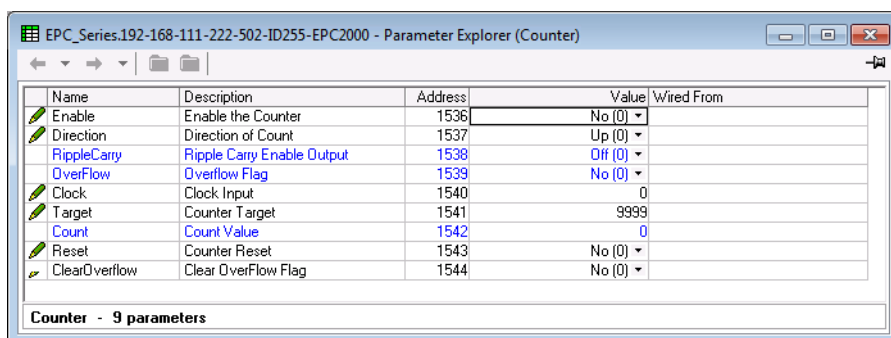 EPC_Series.192-168-111-222-502-ID255-EPC2000 - Parameter Explorer (Counter)
Name Description Address Value Wired From
Enable Enable the Counter 1536 No (0)
Direction Direction of Count 1537 Up (0)
RippleCarry Ripple Carry Enable Output 1538 Off (0)
OverFlow Overflow Flag 1539 No (0)
Clock Clock Input 1540 0
Target Counter Target 1541 9999
Count Count Value 1542 0
Reset Counter Reset 1543 No (0)
ClearOverflow Clear OverFlow Flag 1544 No (0)
Counter - 9 parameters